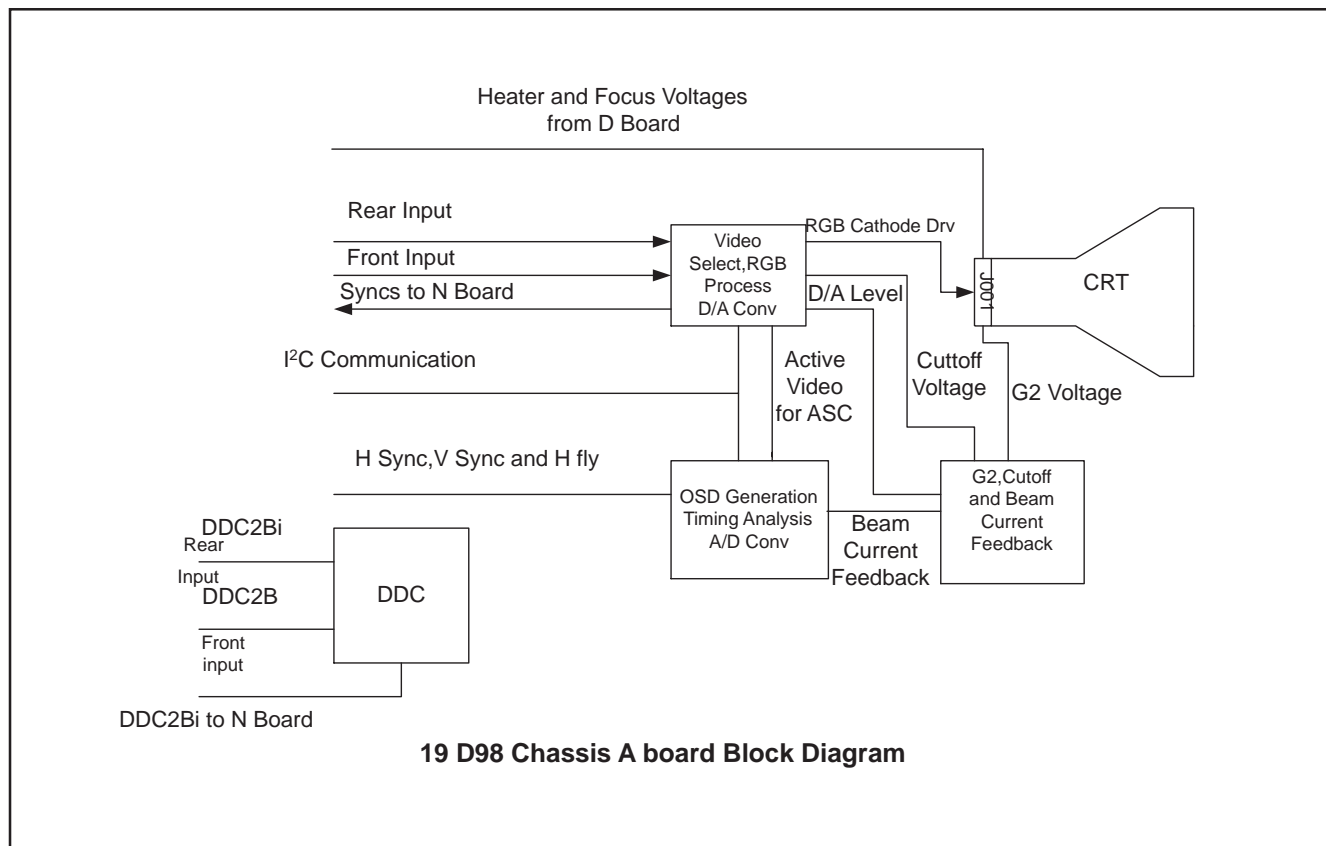 Heater and Focus Voltages
from D Board
Rear Input
Front Input
Syncs to N Board
I²C Communication
H Sync,V Sync and H fly
Video
Select,RGB
Process
D/A Conv
RGB Cathode Drv
D/A Level
J001
CRT
Active
Video
for ASC
Cuttoff
Voltage
G2 Voltage
OSD Generation
Timing Analysis
A/D Conv
Beam
Current
Feedback
G2,Cutoff
and Beam
Current
Feedback
DDC2Bi
Rear
Input
DDC2B
Front
input
DDC
DDC2Bi to N Board
19 D98 Chassis A board Block Diagram